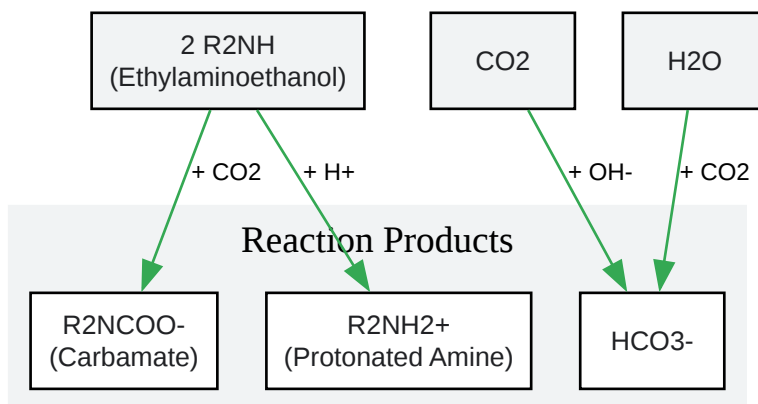 2 R2NH
(Ethylaminoethanol)
CO2
H2O
+ CO2
+ H+
+ OH-
+ CO2
Reaction Products
R2NCOO-
(Carbamate)
R2NH2+
(Protonated Amine)
HCO3-